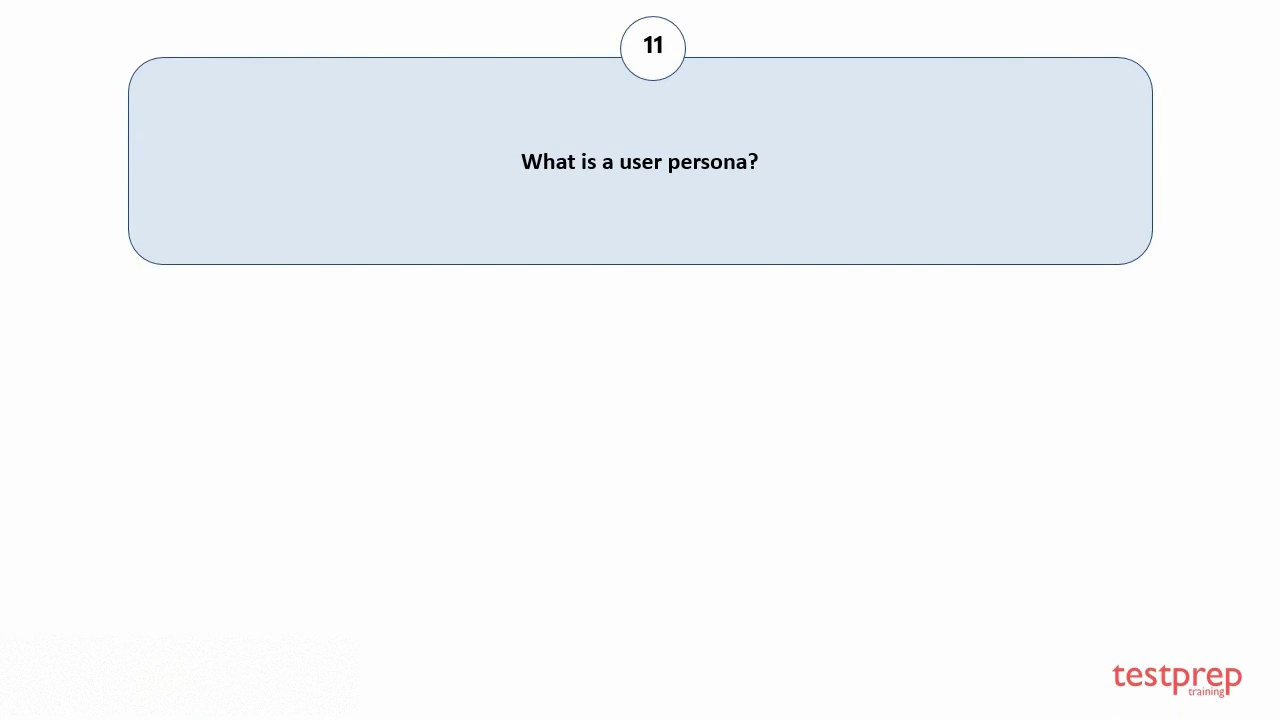 11
What is a user persona?
testprep
training